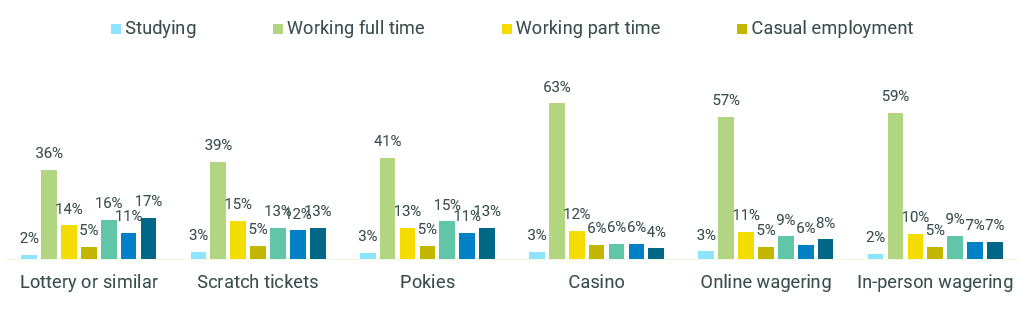 Studying Working full time Working part time Casual employment
2% 36% 14% 5% 16% 11% 17%
3% 39% 15% 5% 13% 12% 13%
3% 41% 13% 5% 15% 11% 13%
3% 63% 12% 6% 6% 6% 4%
3% 57% 11% 5% 9% 6% 8%
2% 59% 10% 5% 9% 7% 7%
Lottery or similar Scratch tickets Pokies Casino Online wagering In-person wagering